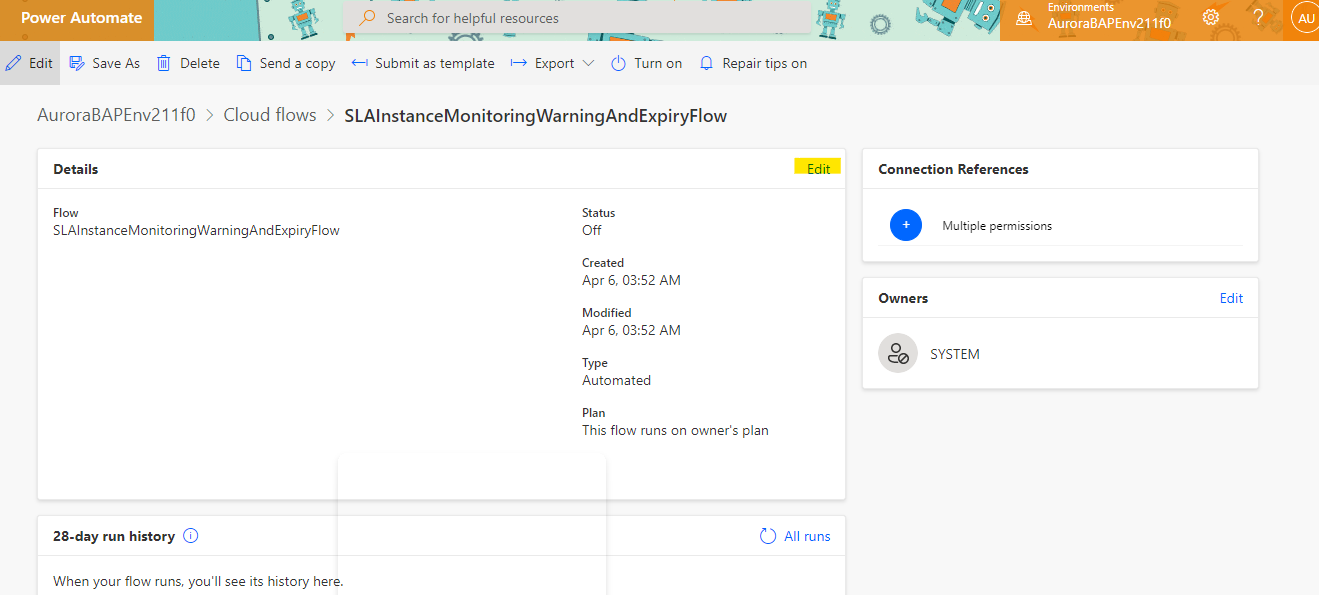 Power Automate
Search for helpful resources
Environments
AuroraBAPEnv211f0
?
AU
Edit Save As Delete Send a copy Submit as template Export Turn on Repair tips on
AuroraBAPEnv211f0 > Cloud flows > SLAInstanceMonitoringWarningAndExpiryFlow
Details
Edit
Flow
SLAInstanceMonitoringWarningAndExpiryFlow
Status
Off
Created
Apr 6, 03:52 AM
Modified
Apr 6, 03:52 AM
Type
Automated
Plan
This flow runs on owner's plan
Connection References
Multiple permissions
Owners
Edit
SYSTEM
28-day run history
All runs
When your flow runs, you'll see its history here.